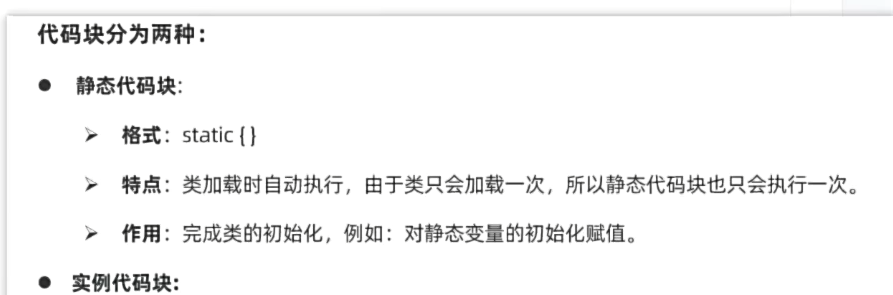 代码块分为两种：
● 静态代码块:
➢ 格式：static { }
➢ 特点：类加载时自动执行，由于类只会加载一次，所以静态代码块也只会执行一次。
➢ 作用：完成类的初始化，例如：对静态变量的初始化赋值。
● 实例代码块: